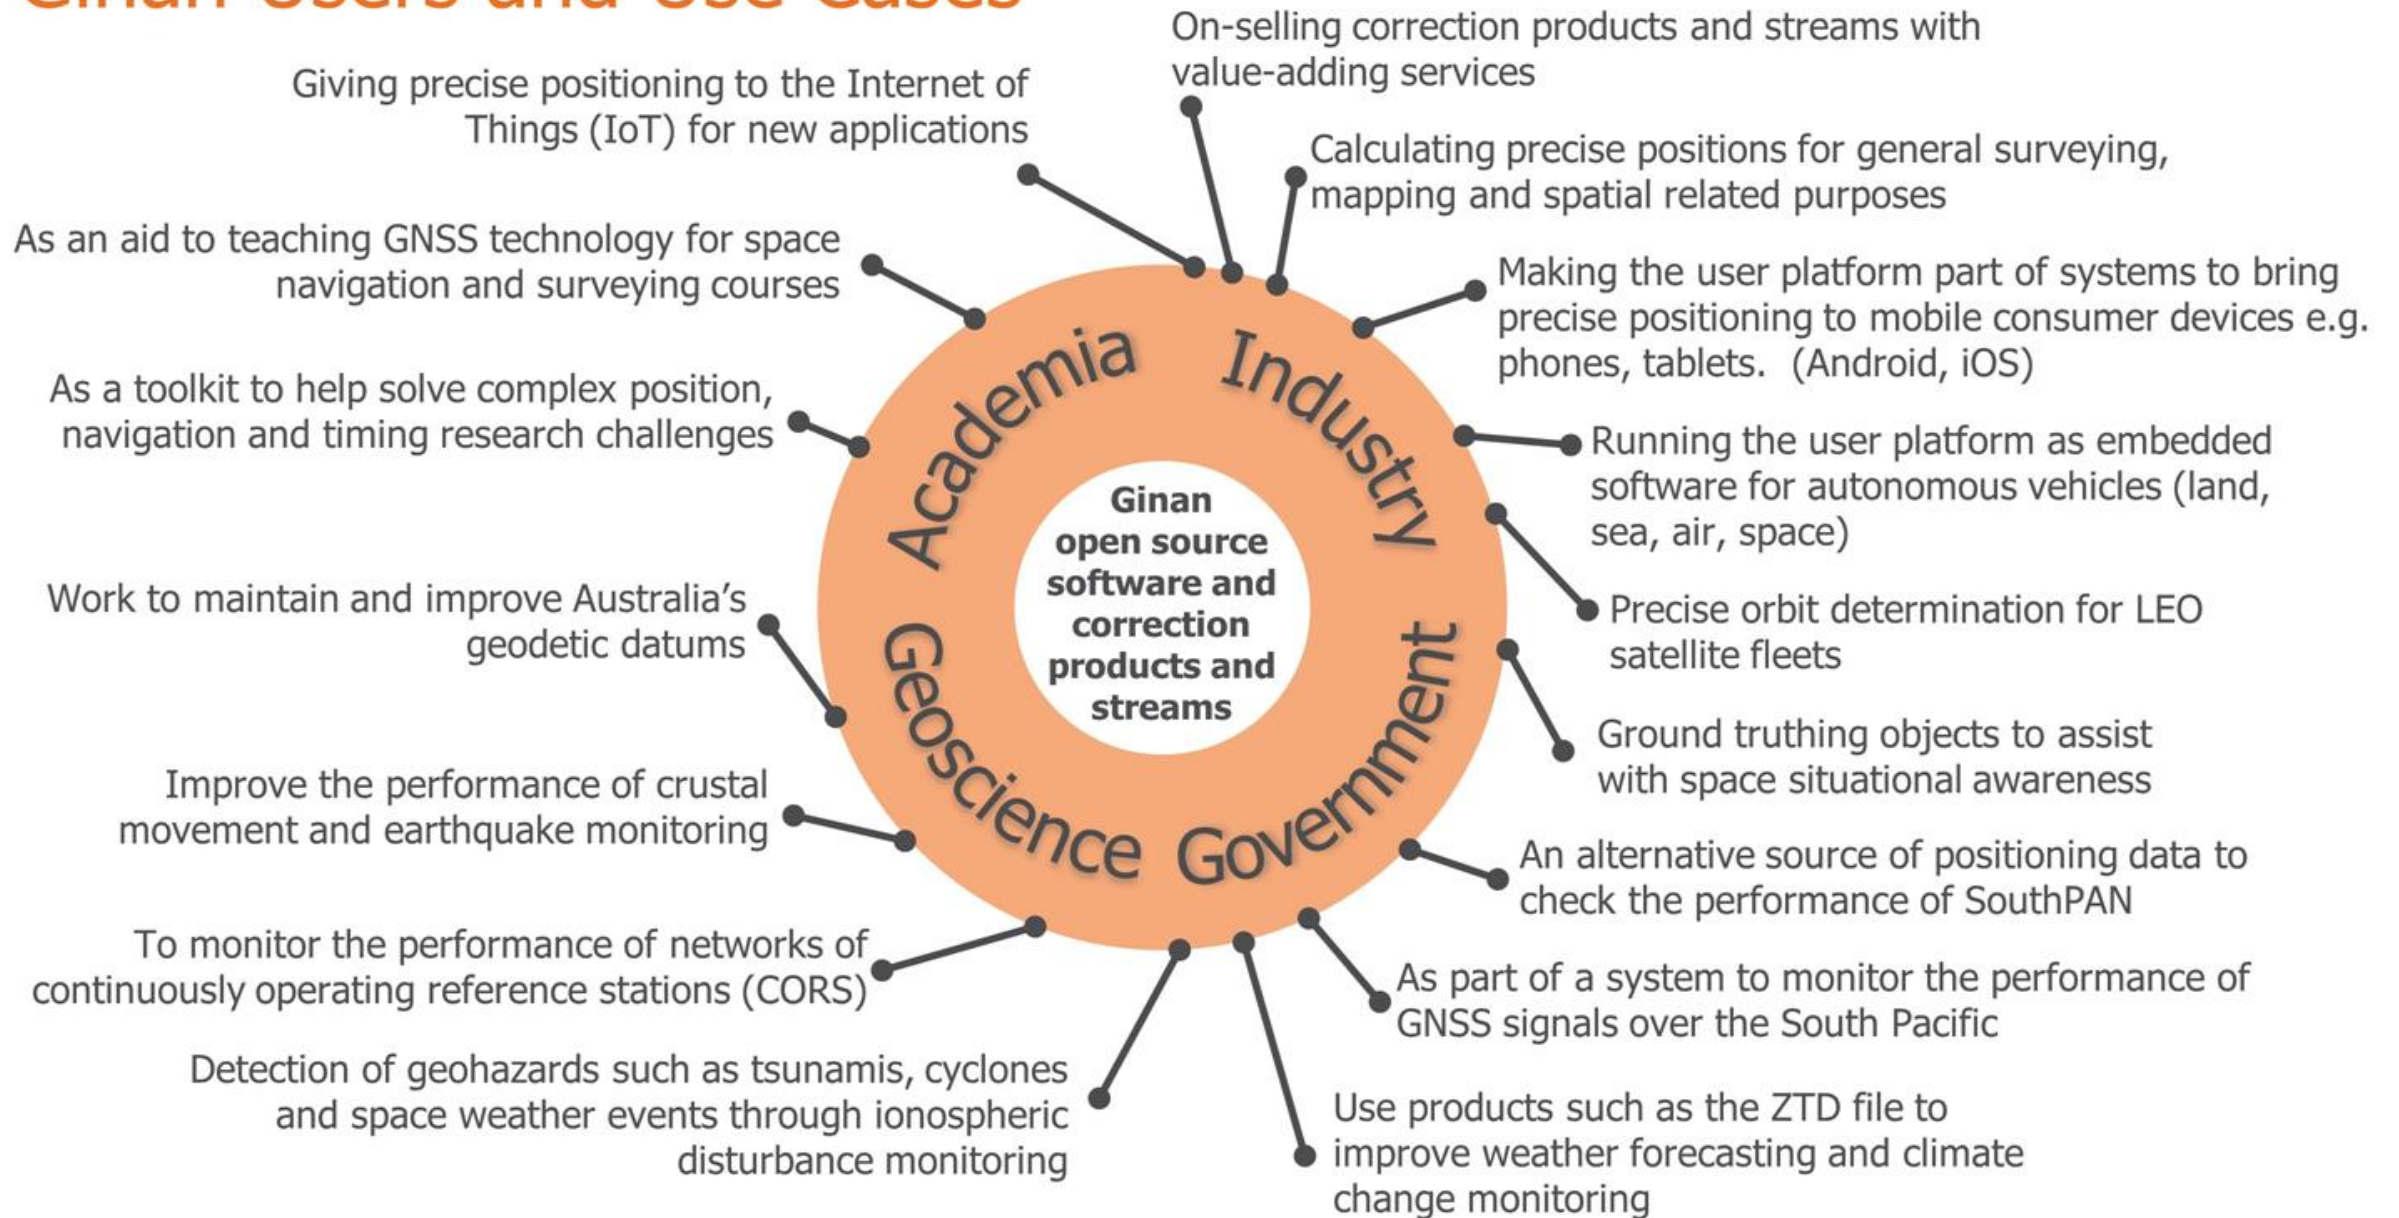 Ginan Users and Use Cases
On-selling correction products and streams with
value-adding services
Giving precise positioning to the Internet of
Things (IoT) for new applications
Calculating precise positions for general surveying,
mapping and spatial related purposes
As an aid to teaching GNSS technology for space
navigation and surveying courses
Making the user platform part of systems to bring
precise positioning to mobile consumer devices e.g.
phones, tablets. (Android, iOS)
As a toolkit to help solve complex position,
navigation and timing research challenges
Running the user platform as embedded
software for autonomous vehicles (land,
sea, air, space)
Academia
Industry
Ginan
open source
software and
correction
products and
streams
Geoscience
Government
Work to maintain and improve Australia’s
geodetic datums
Precise orbit determination for LEO
satellite fleets
Ground truthing objects to assist
with space situational awareness
Improve the performance of crustal
movement and earthquake monitoring
An alternative source of positioning data to
check the performance of SouthPAN
To monitor the performance of networks of
continuously operating reference stations (CORS)
As part of a system to monitor the performance of
GNSS signals over the South Pacific
Detection of geohazards such as tsunamis, cyclones
and space weather events through ionospheric
disturbance monitoring
Use products such as the ZTD file to
improve weather forecasting and climate
change monitoring